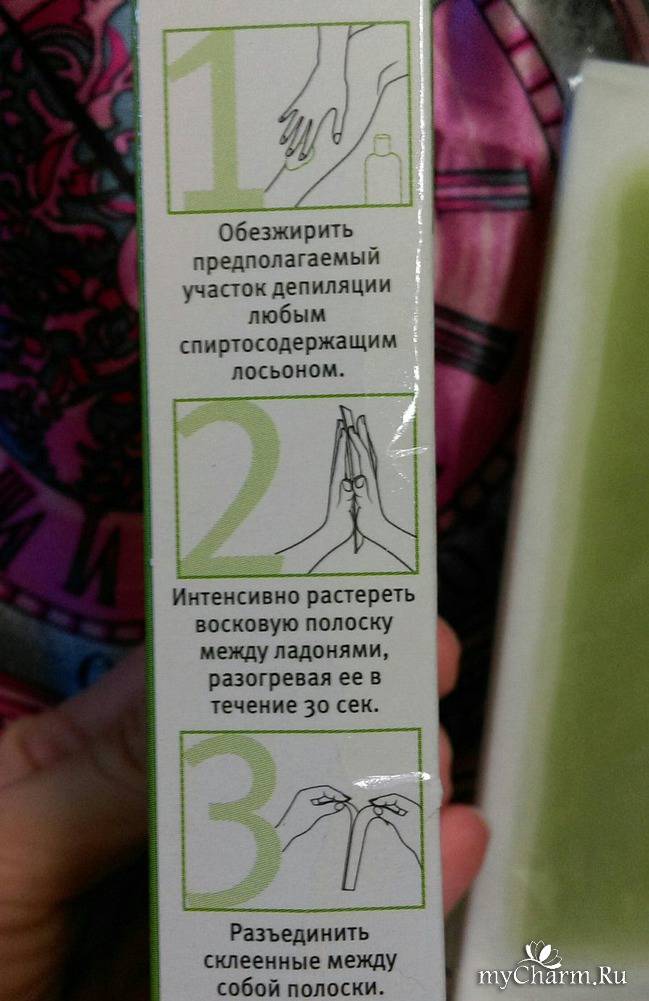 1
Обезжирить
предполагаемый
участок депиляции
любым
спиртосодержащим
лосьоном.
2
Интенсивно растереть
восковую полоску
между ладонями,
разогревая ее в
течение 30 сек.
3
Разъединить
склеенные между
собой полоски.
myCharm.Ru